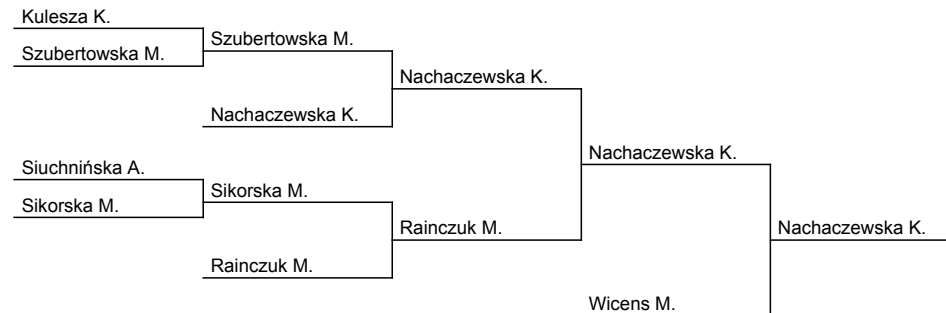 Kulesza K.
Szubertowska M.
Szubertowska M.
Nachaczewska K.
Nachaczewska K.
Nachaczewska K.
Siuchnińska A.
Sikorska M.
Sikorska M.
Rainczuk M.
Nachaczewska K.
Rainczuk M.
Wicens M.